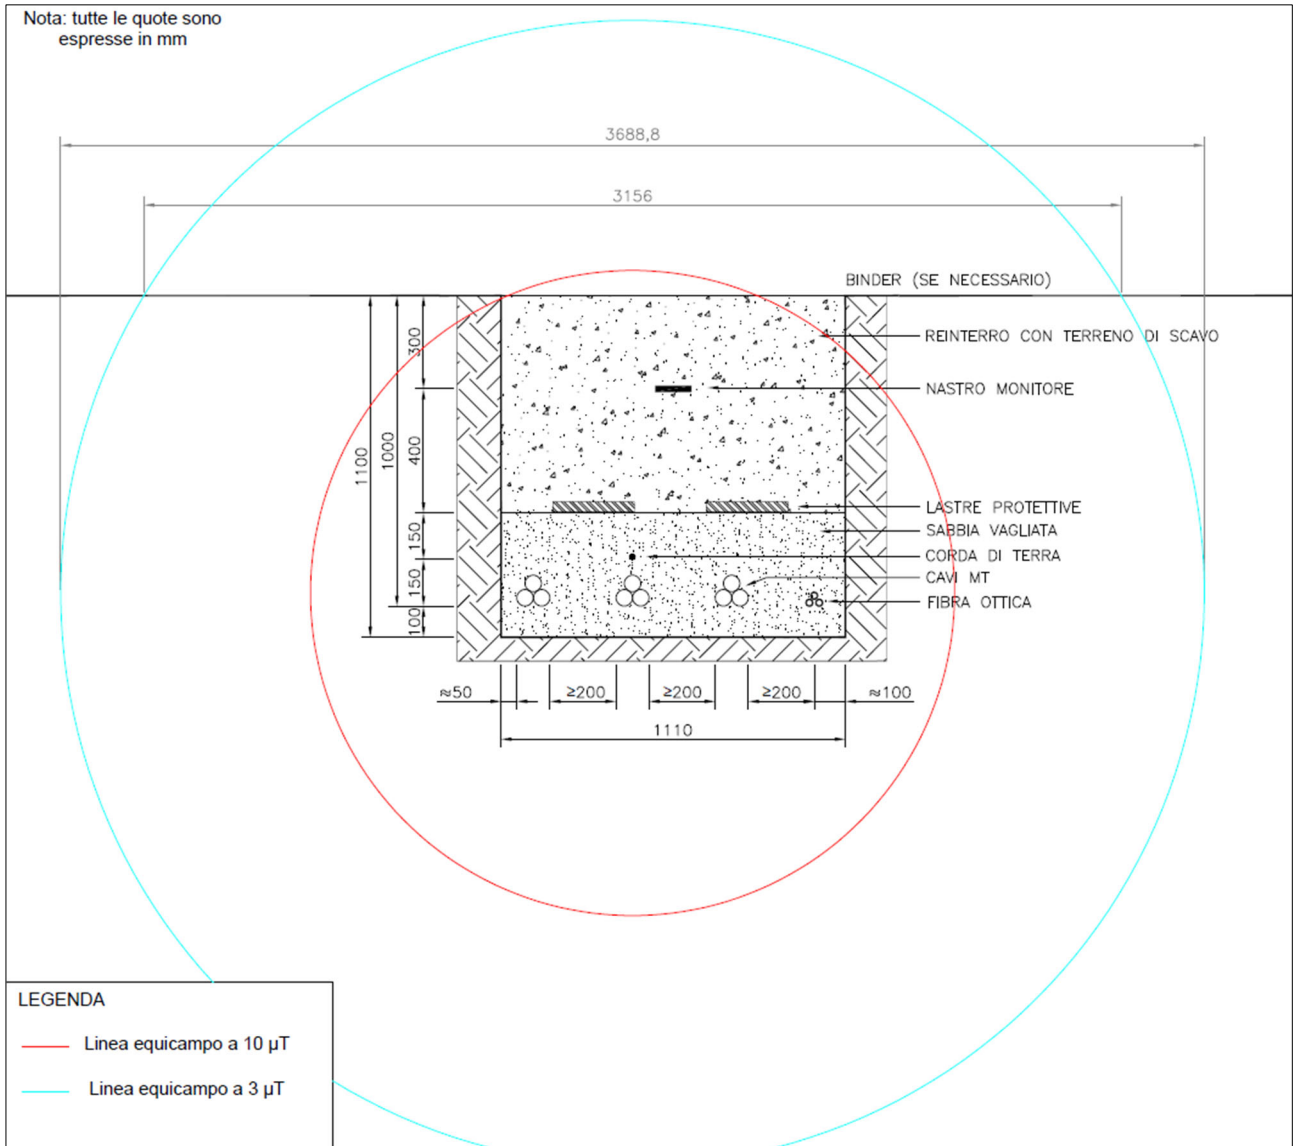 Nota: tutte le quote sono
espresse in mm
3688,8
3156
BINDER (SE NECESSARIO)
REINTERRO CON TERRENO DI SCAVO
NASTRO MONITORE
LASTRE PROTETTIVE
SABBIA VAGLIATA
CORDA DI TERRA
CAVI MT
FIBRA OTTICA
1100
1000
300
400
150
150
100
≈50
≥200
≥200
≥200
≈100
1110
LEGENDA
Linea equicampo a 10 µT
Linea equicampo a 3 µT